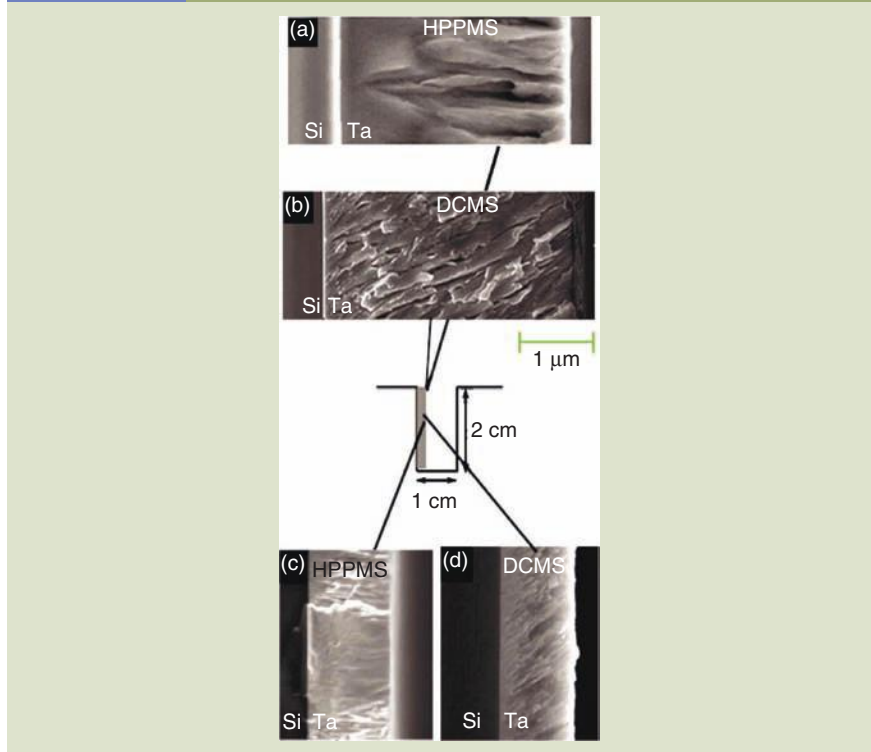 (a) HPPMS
Si Ta
(b) DCMS
Si Ta
1 μm
2 cm
1 cm
(c) HPPMS
Si Ta
(d) DCMS
Si Ta